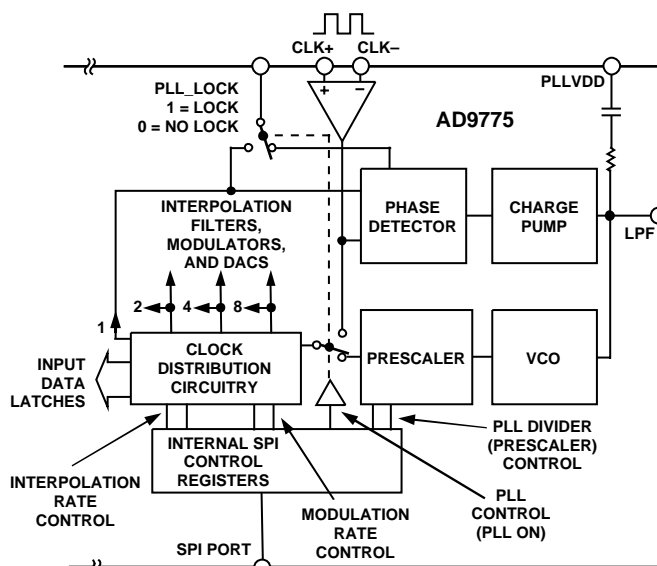 CLK+ CLK–
PLL_LOCK
1 = LOCK
0 = NO LOCK
+ –
PLLVDD
AD9775
INTERPOLATION
FILTERS,
MODULATORS,
AND DACS
PHASE
DETECTOR
CHARGE
PUMP
LPF
2 4 8
1
CLOCK
DISTRIBUTION
CIRCUITRY
PRESCALER
VCO
INPUT
DATA
LATCHES
INTERNAL SPI
CONTROL
REGISTERS
PLL DIVIDER
(PRESCALER)
CONTROL
INTERPOLATION
RATE
CONTROL
MODULATION
RATE
CONTROL
PLL
CONTROL
(PLL ON)
SPI PORT